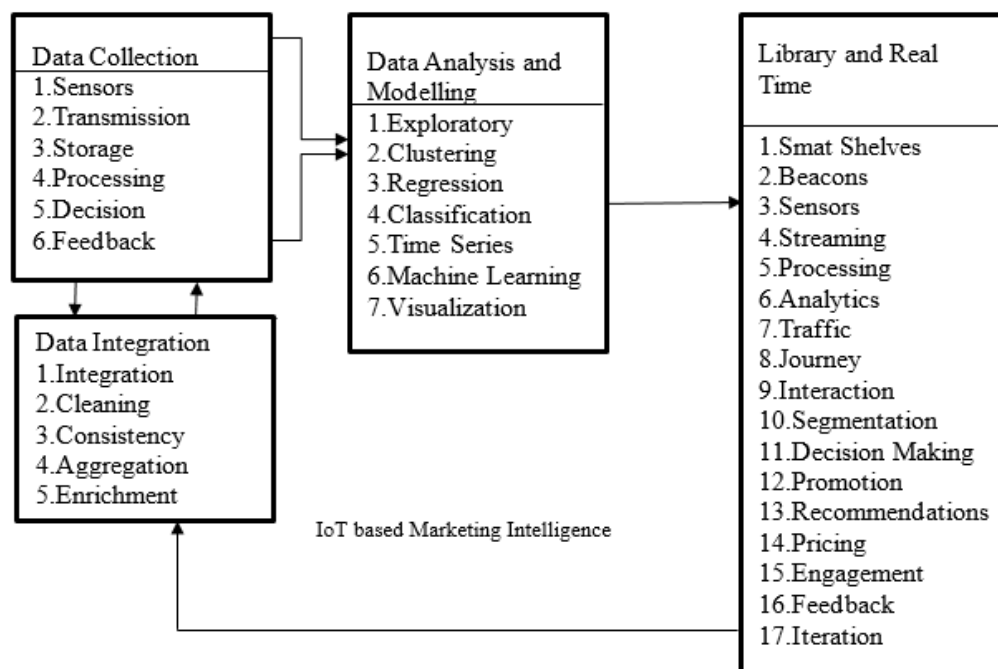 Data Collection
1.Sensors
2.Transmission
3.Storage
4.Processing
5.Decision
6.Feedback
Data Integration
1.Integration
2.Cleaning
3.Consistency
4.Aggregation
5.Enrichment
Data Analysis and
Modelling
1.Exploratory
2.Clustering
3.Regression
4.Classification
5.Time Series
6.Machine Learning
7.Visualization
Library and Real
Time
1.Smat Shelves
2.Beacons
3.Sensors
4.Streaming
5.Processing
6.Analytics
7.Traffic
8.Journey
9.Interaction
10.Segmentation
11.Decision Making
12.Promotion
13.Recommendations
14.Pricing
15.Engagement
16.Feedback
17.Iteration
IoT based Marketing Intelligence